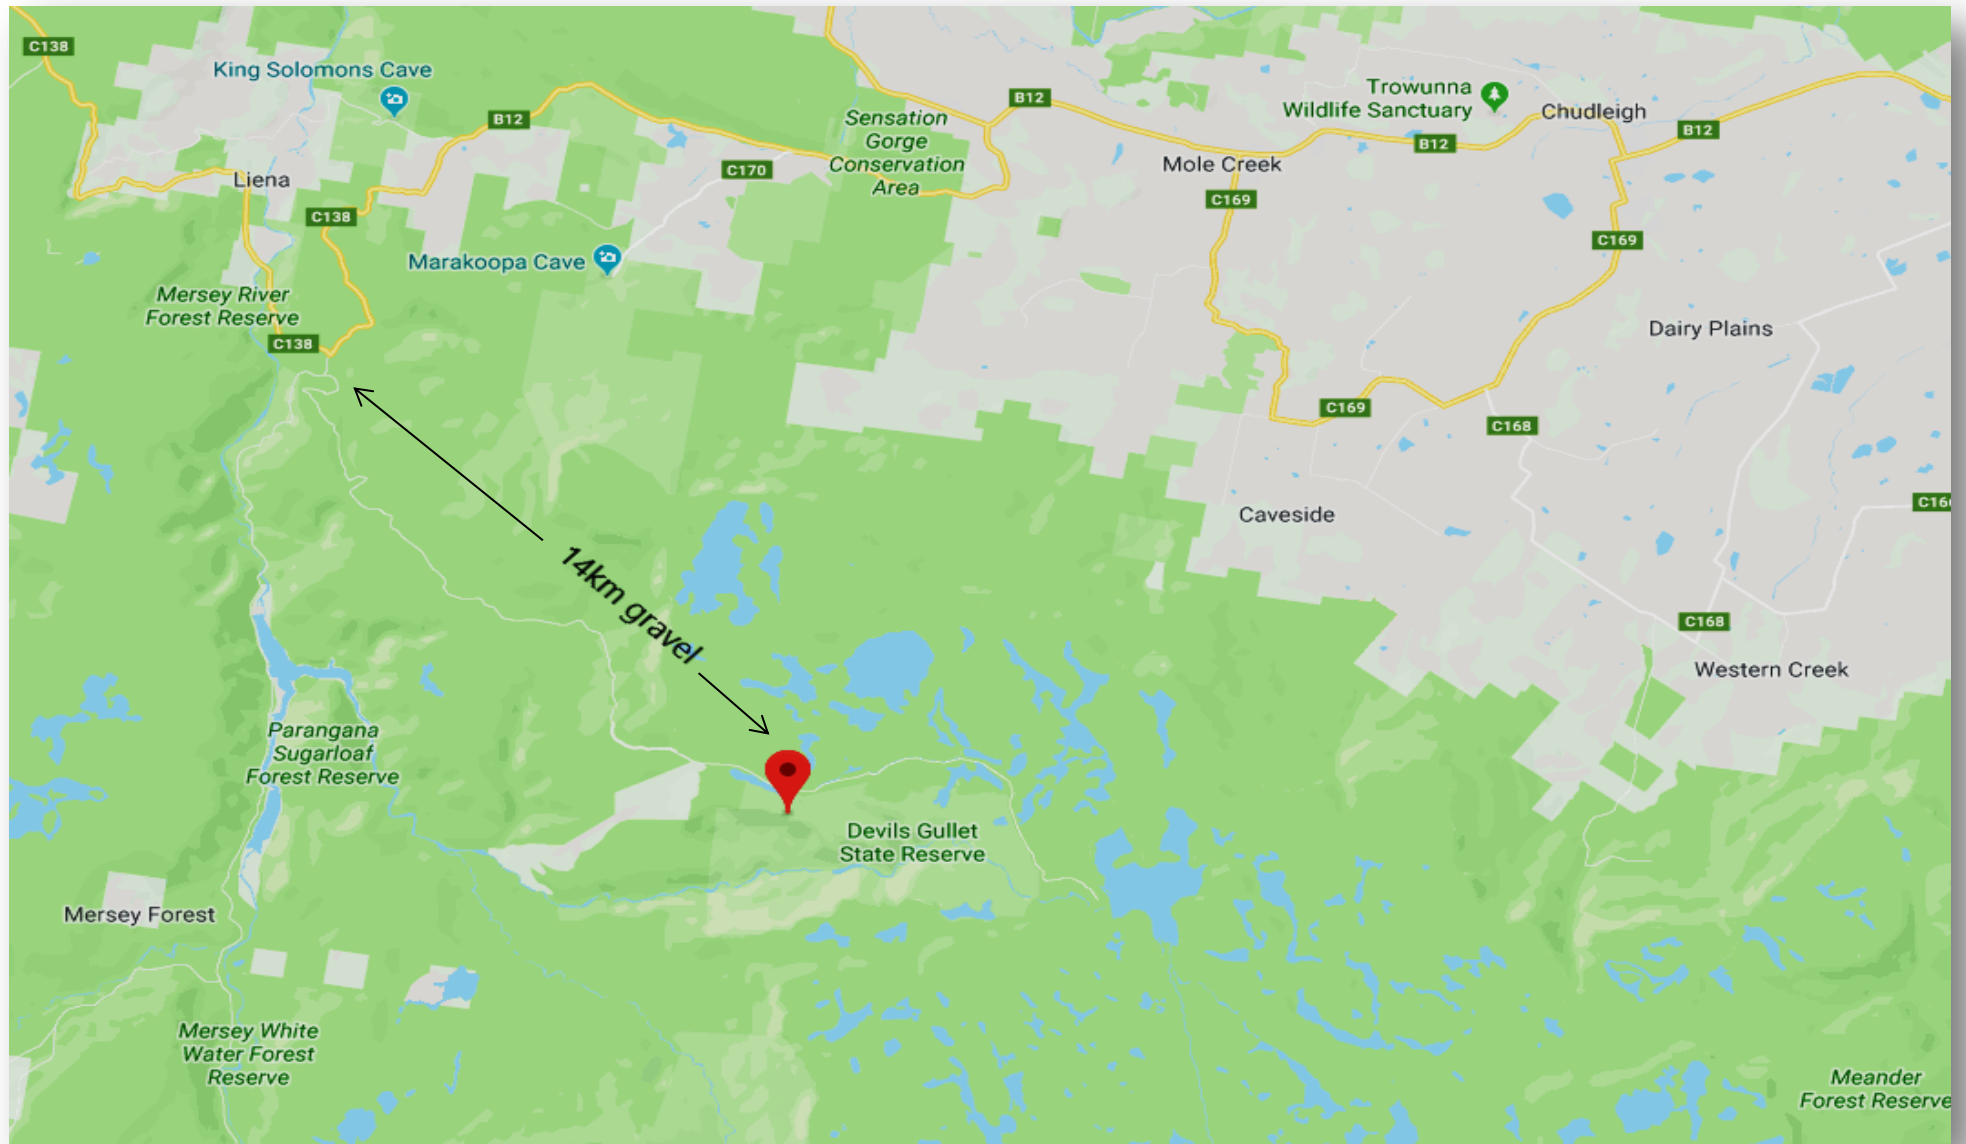 C138
King Solomons Cave
B12
B12
Sensation
Gorge
Conservation
Area
Trowunna
Wildlife Sanctuary
Chudleigh
B12
B12
Mole Creek
C170
Liena
C169
C138
C169
Marakoopa Cave
Mersey River
Forest Reserve
C138
Dairy Plains
C169
C168
14km gravel
Caveside
C16
C168
Western Creek
Parangana
Sugarloaf
Forest Reserve
Devils Gullet
State Reserve
Mersey Forest
Mersey White
Water Forest
Reserve
Meander
Forest Reserve